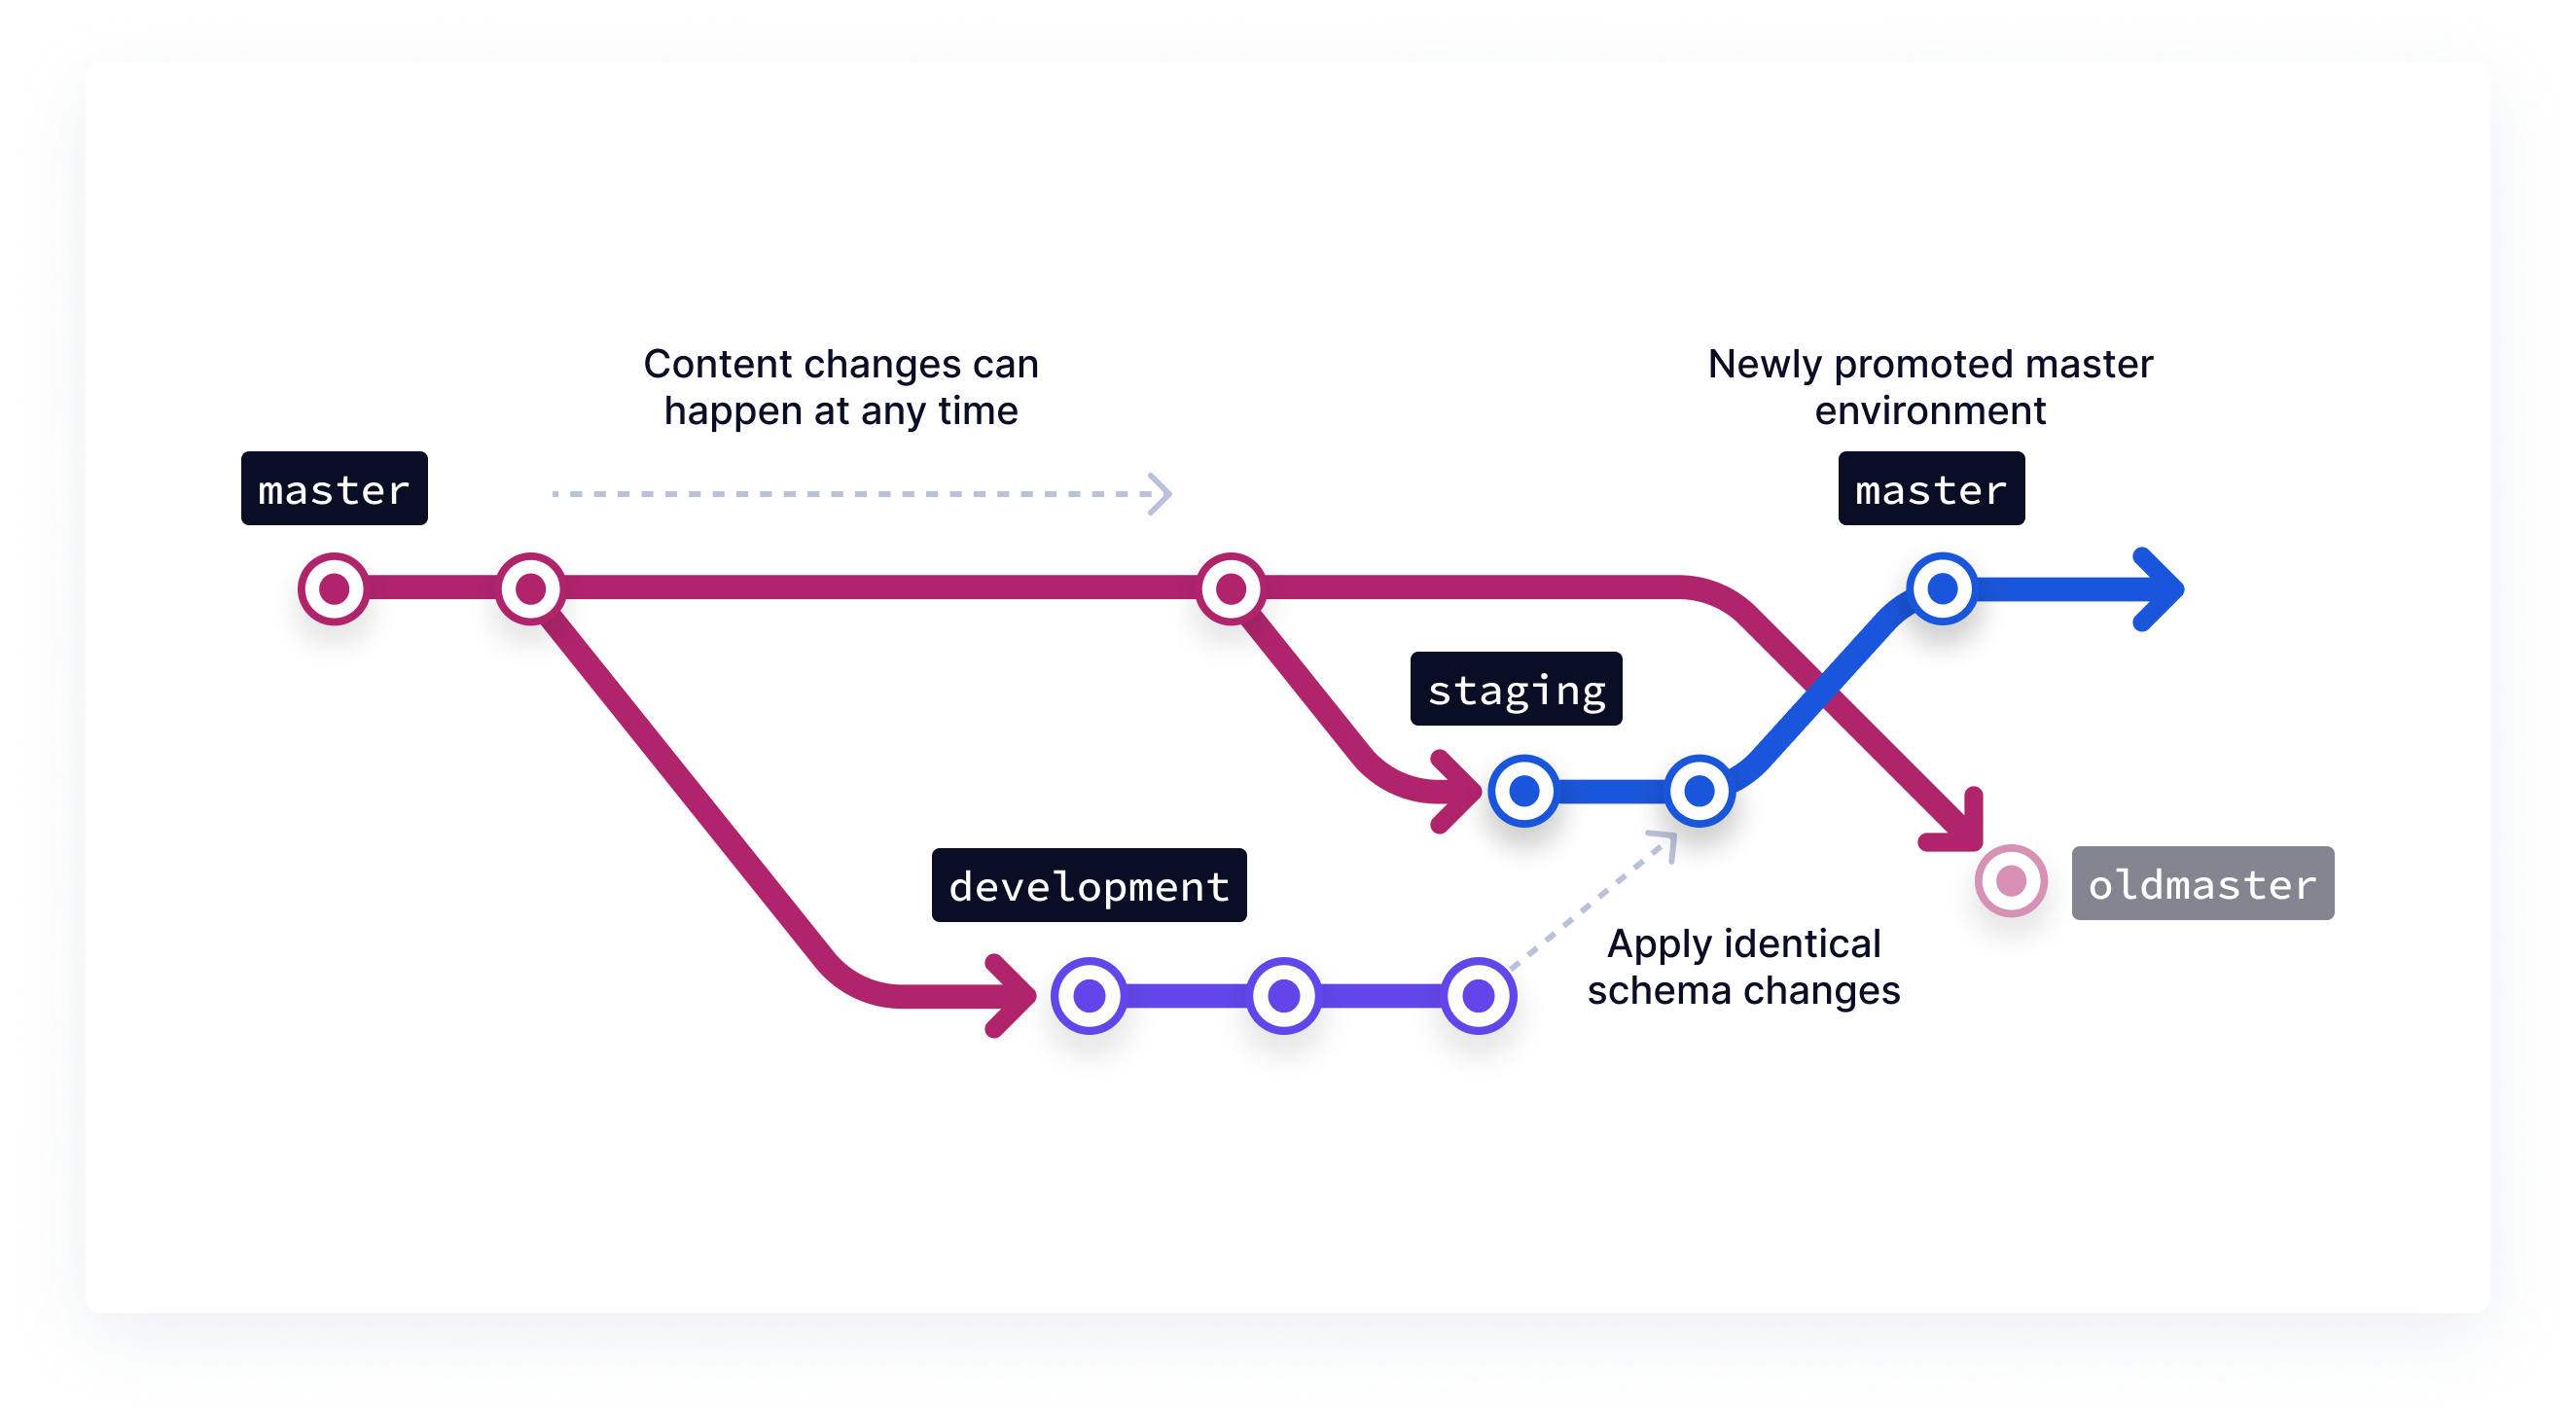 Content changes can
happen at any time
Newly promoted master
environment
master
master
staging
development
oldmaster
Apply identical
schema changes